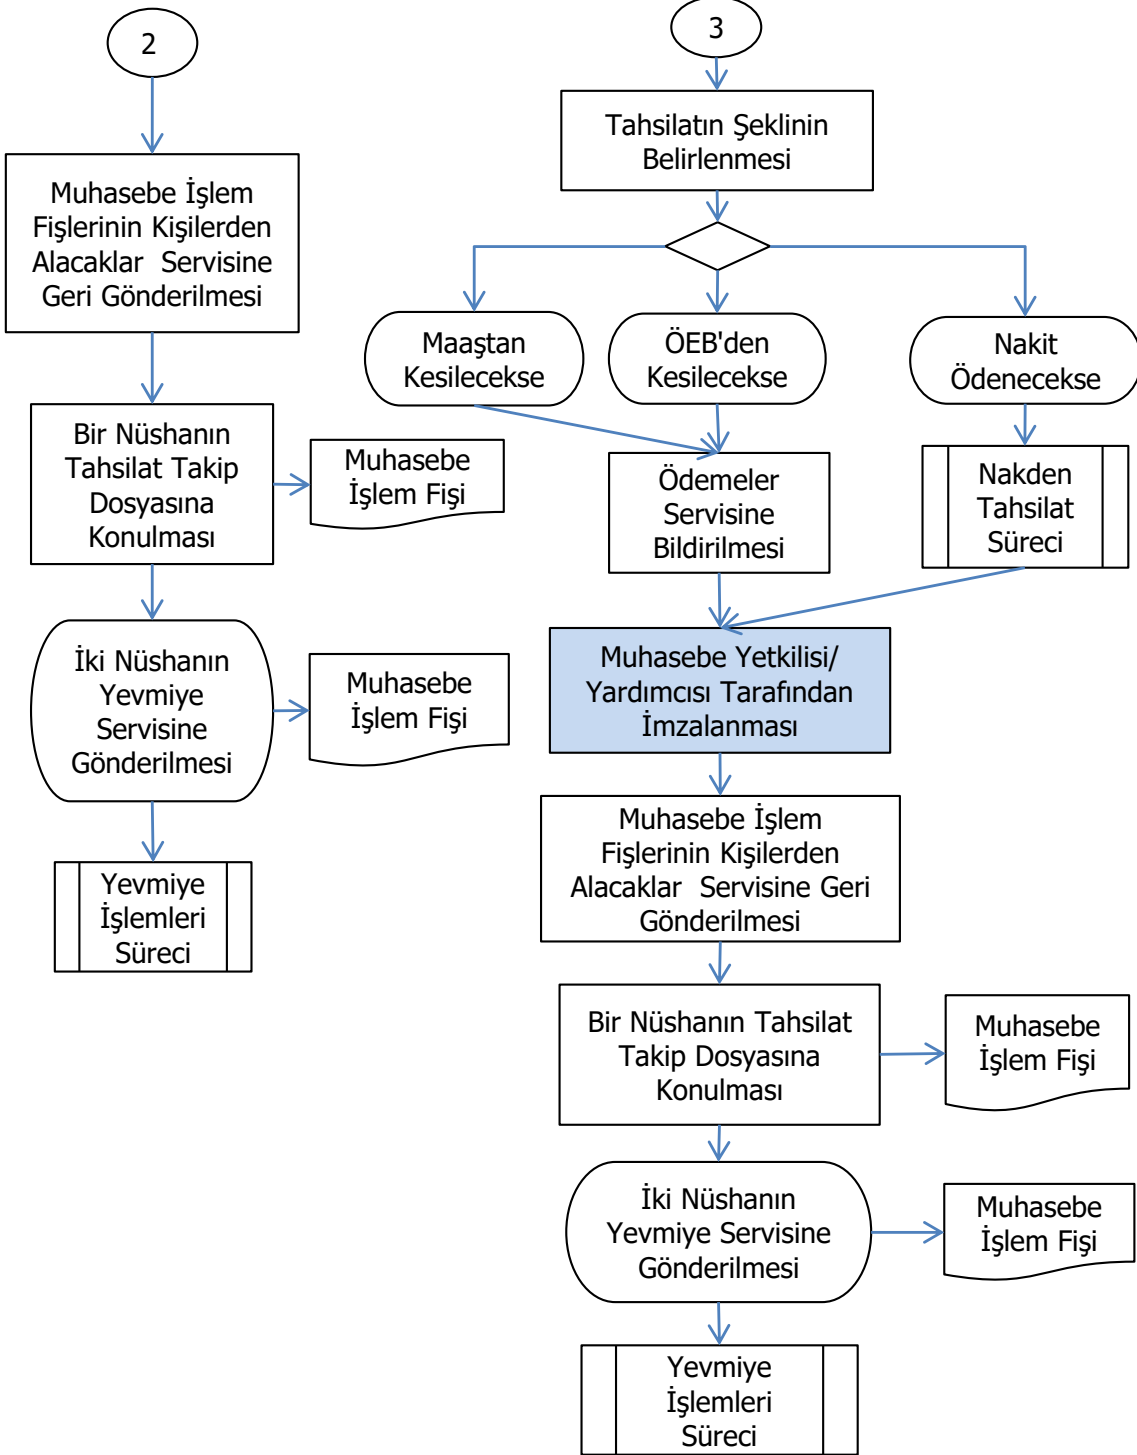 2
Muhasebe İşlem
Fişlerinin Kişilerden
Alacaklar Servisine
Geri Gönderilmesi
Bir Nüshanın
Tahsilat Takip
Dosyasına
Konulması
Muhasebe
İşlem Fişi
İki Nüshanın
Yevmiye
Servisine
Gönderilmesi
Muhasebe
İşlem Fişi
Yevmiye
İşlemleri
Süreci
3
Tahsilatın Şeklinin
Belirlenmesi
Maaştan
Kesilecekse
ÖEB'den
Kesilecekse
Nakit
Ödenecekse
Ödemeler
Servisine
Bildirilmesi
Nakden
Tahsilat
Süreci
Muhasebe Yetkilisi/
Yardımcısı Tarafından
İmzalanması
Muhasebe İşlem
Fişlerinin Kişilerden
Alacaklar Servisine Geri
Gönderilmesi
Bir Nüshanın Tahsilat
Takip Dosyasına
Konulması
Muhasebe
İşlem Fişi
İki Nüshanın
Yevmiye Servisine
Gönderilmesi
Muhasebe
İşlem Fişi
Yevmiye
İşlemleri
Süreci